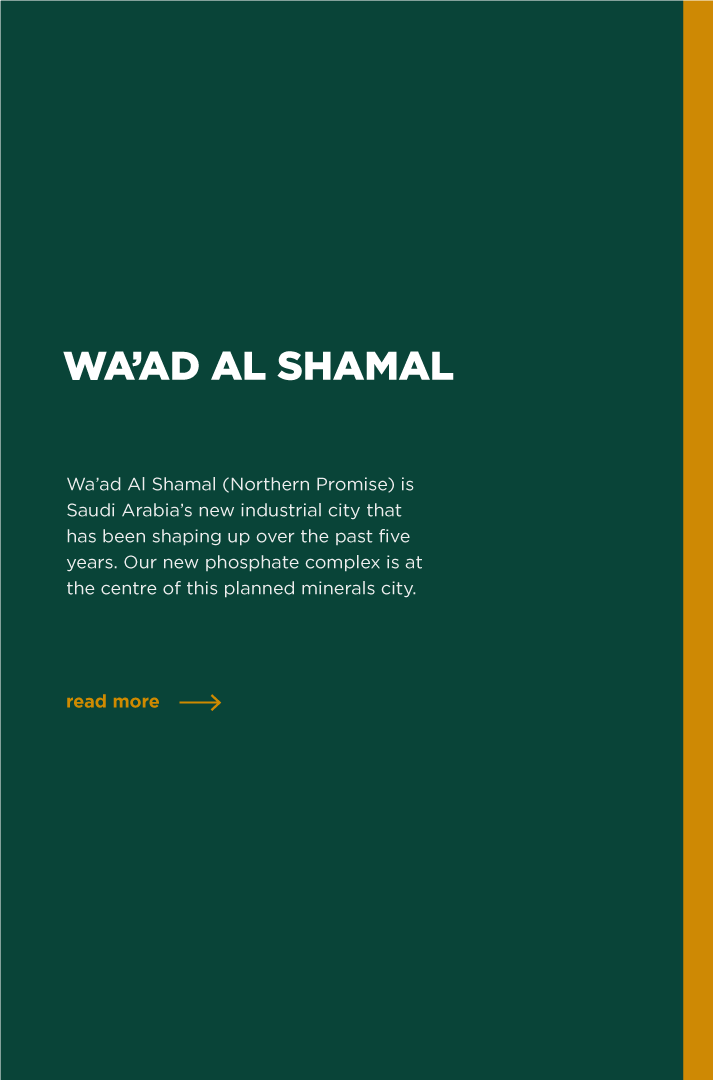 WA’AD AL SHAMAL
Wa’ad Al Shamal (Northern Promise) is
Saudi Arabia’s new industrial city that
has been shaping up over the past five
years. Our new phosphate complex is at
the centre of this planned minerals city.
read more